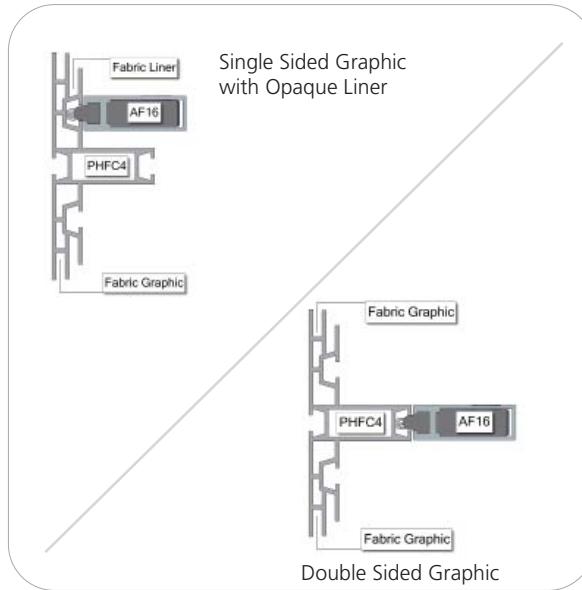 Fabric Liner
Single Sided Graphic
with Opaque Liner
AF16
PHFC4
Fabric Graphic
Fabric Graphic
PHFC4
AF16
Fabric Graphic
Double Sided Graphic